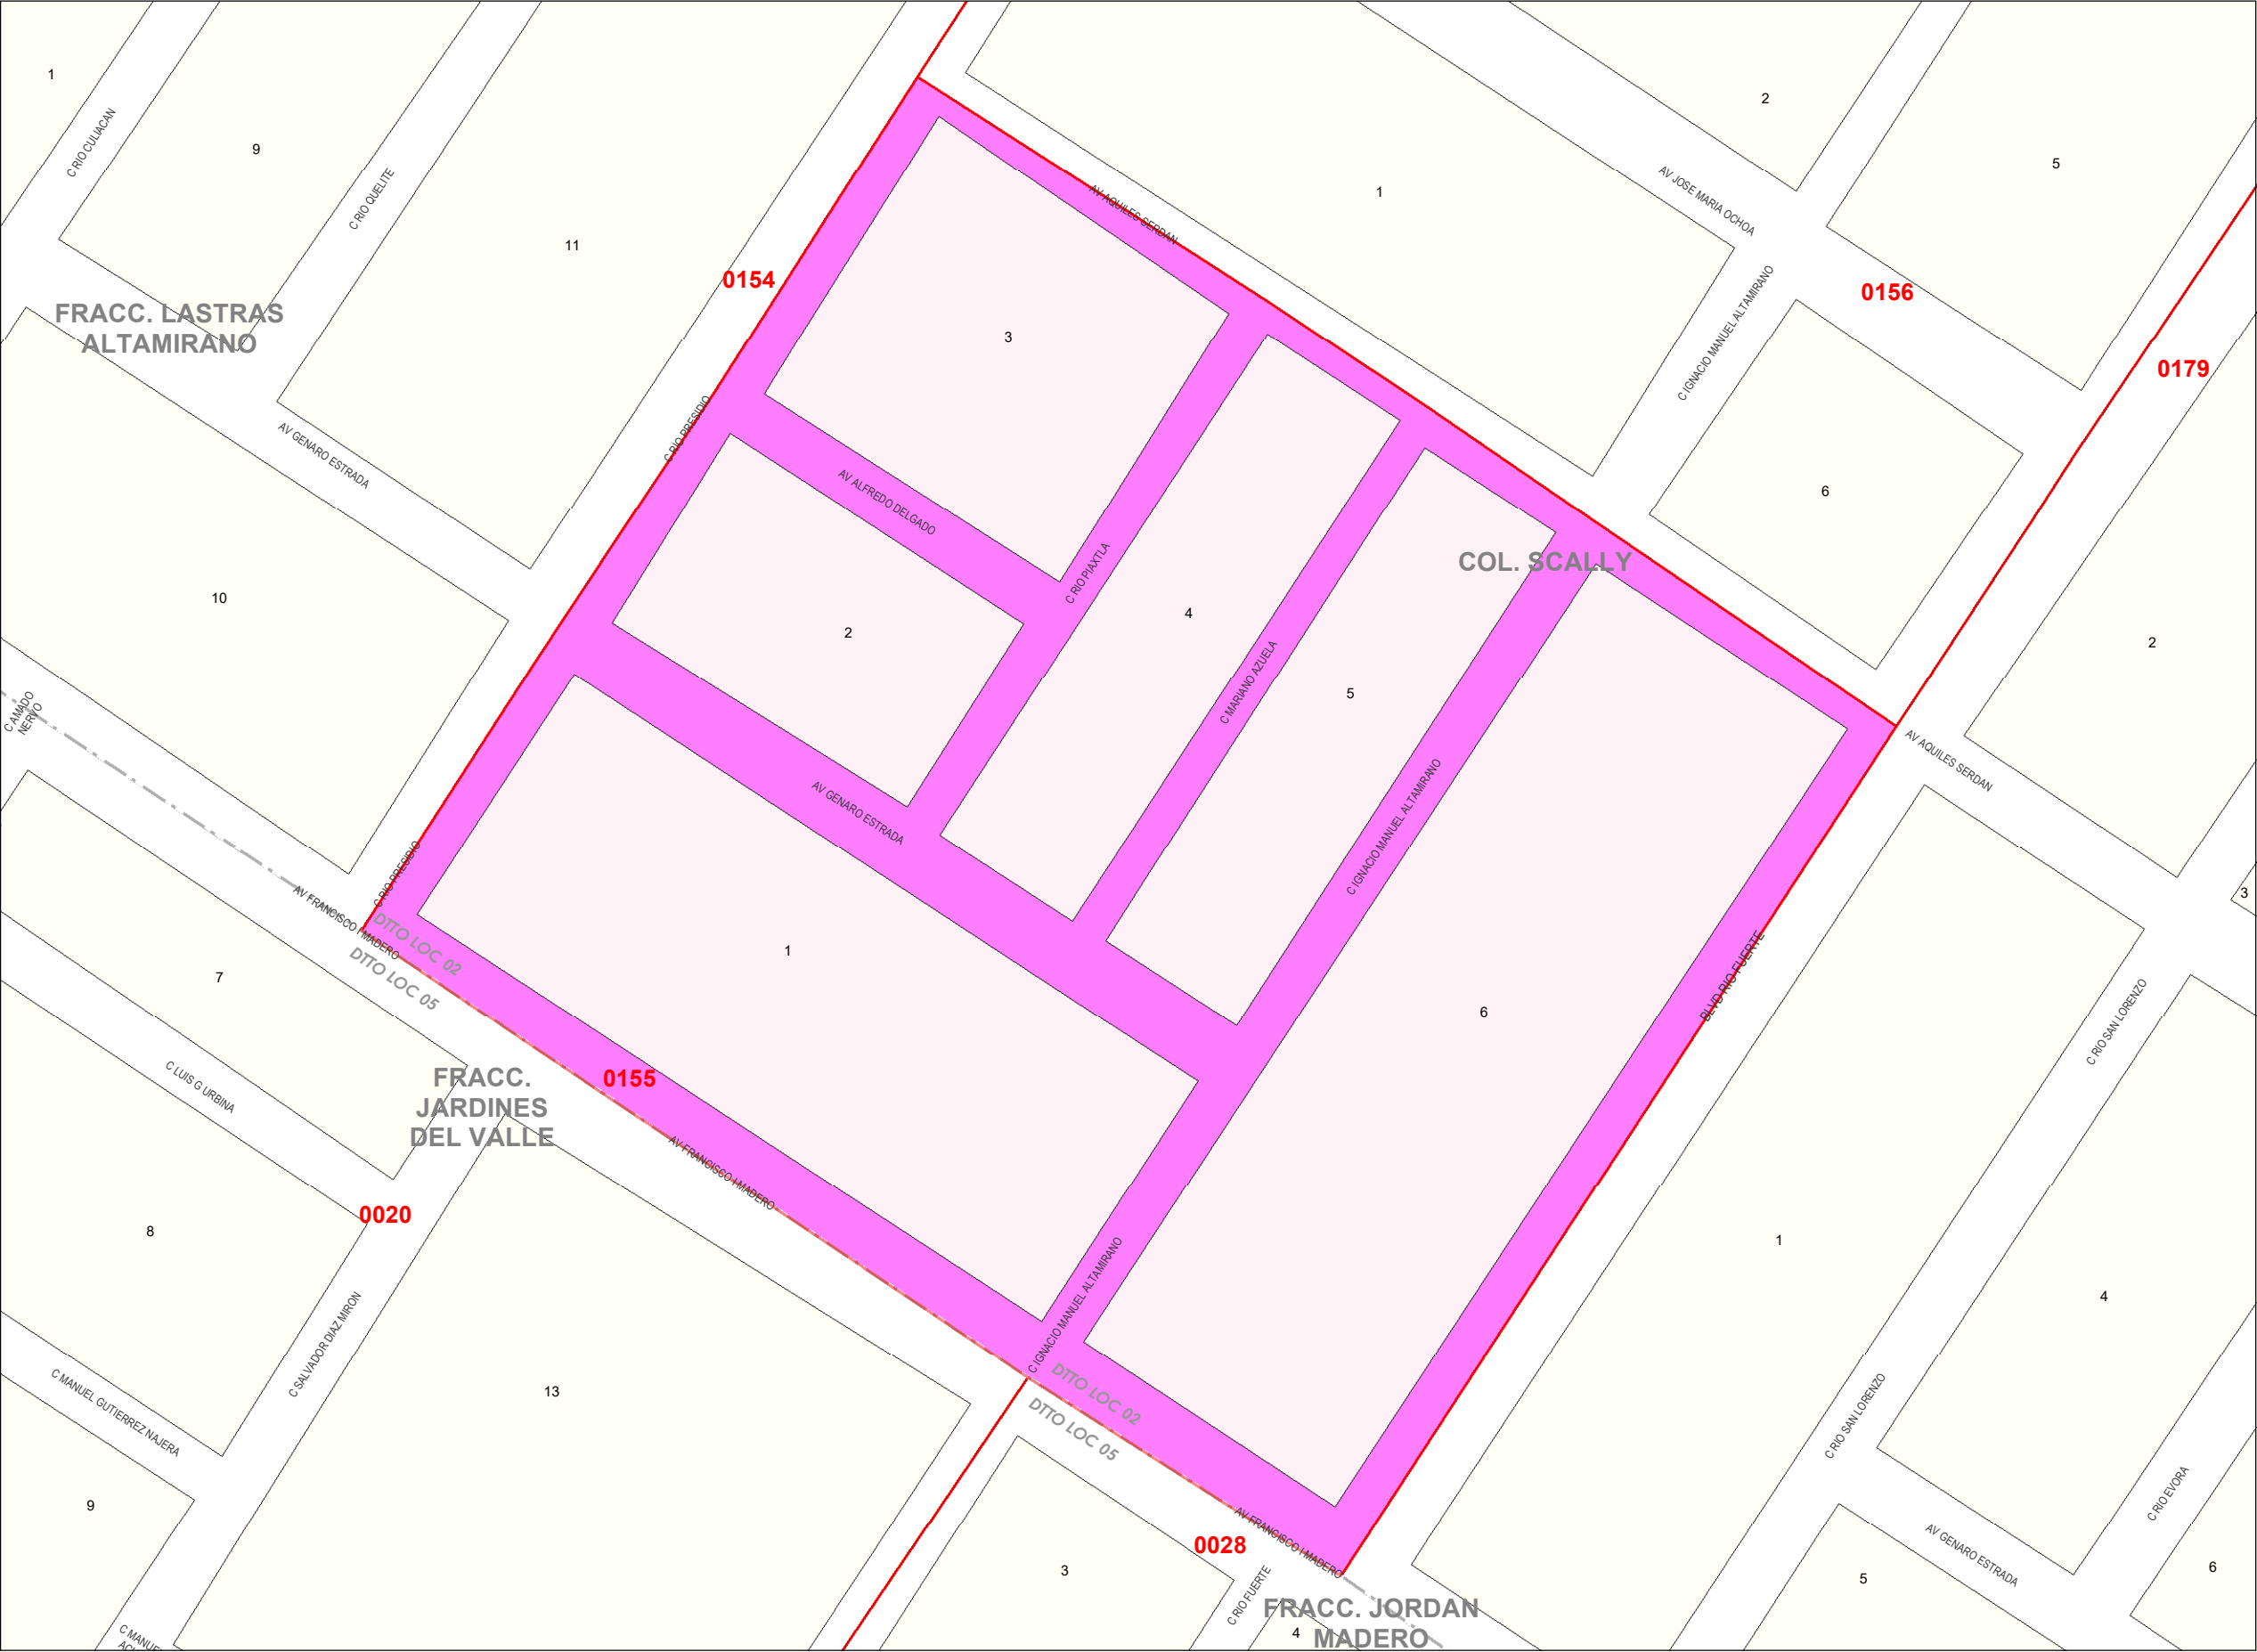 1
2
C RIO CULIACAN
9
5
C RIO QUELITE
AV JOSE MARIA OCHOA
1
AV AQUILES SERDAN
11
0154
0156
C IGNACIO MANUEL ALTAMIRANO
FRACC. LASTRAS
ALTAMIRANO
3
0179
C RIO PRESIDIO
AV GENARO ESTRADA
AV ALFREDO DELGADO
6
COL. SCALLY
C RIO PIAXTLA
10
4
2
2
C MARIANO AZUELA
5
C AMADO
NERVO
AV AQUILES SERDAN
AV GENARO ESTRADA
C IGNACIO MANUEL ALTAMIRANO
C RIO PRESIDIO
3
AV FRANCISCO I MADERO
DTTO LOC 02
DTTO LOC 05
1
BLVD RIO FUERTE
7
6
C RIO SAN LORENZO
C LUIS G URBINA
FRACC.
JARDINES
DEL VALLE
0155
AV FRANCISCO I MADERO
0020
8
1
C IGNACIO MANUEL ALTAMIRANO
4
C SALVADOR DIAZ MIRON
13
DTTO LOC 02
DTTO LOC 05
C MANUEL GUTIERREZ NAJERA
C RIO SAN LORENZO
9
C RIO EVORA
AV FRANCISCO I MADERO
0028
AV GENARO ESTRADA
3
5
6
C RIO FUERTE
FRACC. JORDAN
MADERO
4
C MANUE